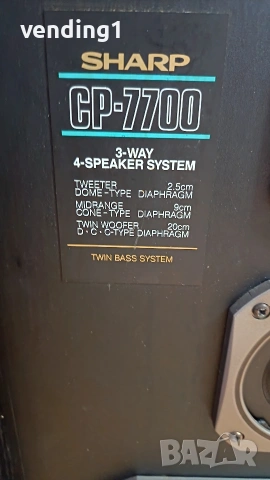 vending1
SHARP
CP-7700
3-WAY
4-SPEAKER SYSTEM
TWEETER 2.5cm
DOME-TYPE DIAPHRAGM
MIDRANGE 9cm
CONE-TYPE DIAPHRAGM
TWIN WOOFER 20cm
D・C・C-TYPE DIAPHRAGM
TWIN BASS SYSTEM
BAZAR